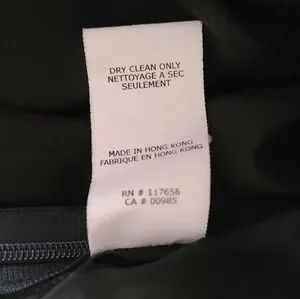 DRY CLEAN ONLY
NETTOYAGE A SEC
SEULEMENT
MADE IN HONG KONG
FABRIQUE EN HONG KONG
RN # 117656
CA # 00985